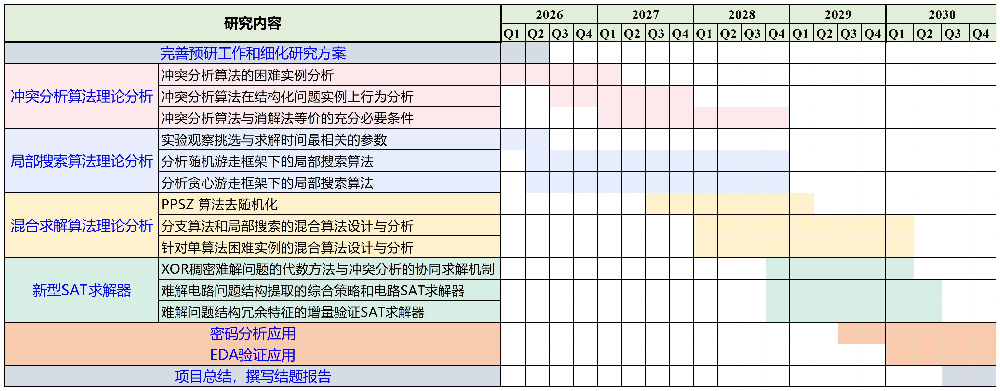 研究内容
2026 2027 2028 2029 2030
Q1 Q2 Q3 Q4 Q1 Q2 Q3 Q4 Q1 Q2 Q3 Q4 Q1 Q2 Q3 Q4 Q1 Q2 Q3 Q4
完善预研工作和细化研究方案
冲突分析算法理论分析
冲突分析算法的困难实例分析
冲突分析算法在结构化问题实例上行为分析
冲突分析算法与消解法等价的充分必要条件
局部搜索算法理论分析
实验观察挑选与求解时间最相关的参数
分析随机游走框架下的局部搜索算法
分析贪心游走框架下的局部搜索算法
混合求解算法理论分析
PPSZ 算法去随机化
分支算法和局部搜索的混合算法设计与分析
针对单算法困难实例的混合算法设计与分析
新型SAT求解器
XOR稠密难解问题的代数方法与冲突分析的协同求解机制
难解电路问题结构提取的综合策略和电路SAT求解器
难解问题结构冗余特征的增量验证SAT求解器
密码分析应用
EDA验证应用
项目总结，撰写结题报告